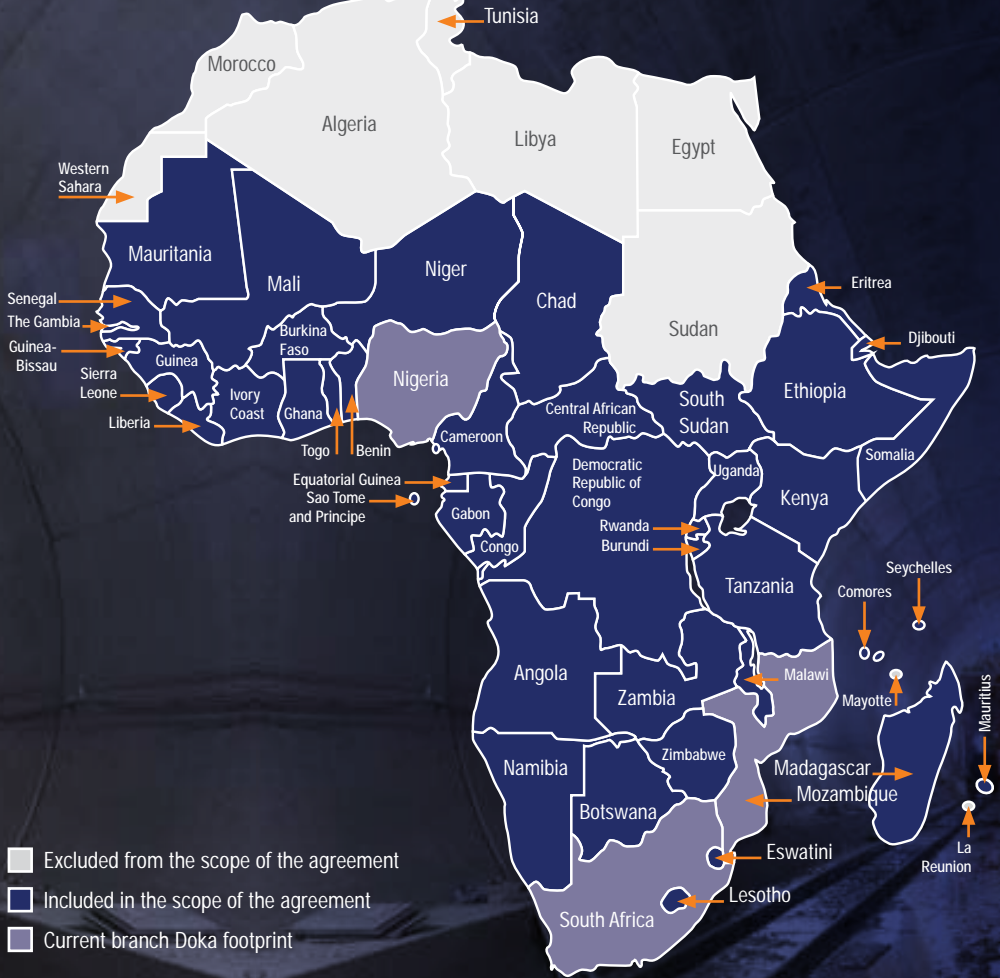 Tunisia
Morocco
Algeria
Libya
Egypt
Western
Sahara
Mauritania
Mali
Niger
Chad
Sudan
Eritrea
Senegal
The Gambia
Guinea-
Bissau
Burkina
Faso
Djibouti
Guinea
Sierra
Leone
Liberia
Ivory
Coast
Ghana
Nigeria
Togo
Benin
Central African
Republic
South
Sudan
Ethiopia
Cameroon
Somalia
Equatorial Guinea
Sao Tome
and Principe
Democratic
Republic of
Congo
Uganda
Kenya
Gabon
Congo
Rwanda
Burundi
Tanzania
Seychelles
Comores
Angola
Zambia
Malawi
Mayotte
Mauritius
Namibia
Zimbabwe
Madagascar
Mozambique
Botswana
La
Reunion
Eswatini
Lesotho
South Africa
Excluded from the scope of the agreement
Included in the scope of the agreement
Current branch Doka footprint